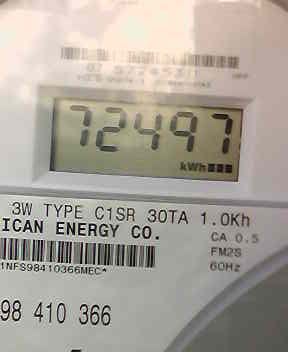 72497
kWh
3W TYPE C1SR 30TA 1.0Kh
ICAN ENERGY CO.
CA 0.5
FM2S
1NFS98410366MEC*
60Hz
98 410 366